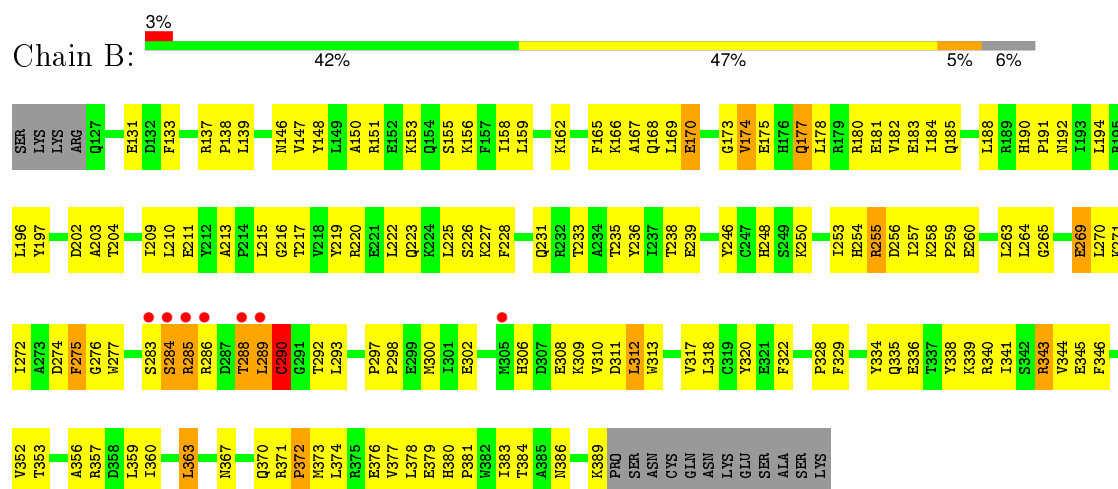 3%
Chain B:
42% 47% 5% 6%
SER LYS LYS ARG Q127 E131 D132 F133 R137 P138 L139 N146 V147 Y148 L149 A150 R151 E152 K153 Q154 S155 K156 F157 I158 L159 K162 F165 K166 A167 Q168 L169 E170 G173 V174 E175 H176 Q177 L178 R179 R180 E181 V182 E183 I184 Q185 L188 R189 H190 P191 N192 I193 L194 R195
L196 Y197 D202 A203 T204 I209 L210 E211 Y212 A213 P214 L215 G216 T217 V218 Y219 R220 E221 L222 Q223 K224 L225 S226 K227 F228 Q231 R232 T233 A234 T235 Y236 I237 T238 E239 Y246 C247 H248 S249 K250 I253 H254 R255 D256 I257 K258 P259 E260 L263 L264 G265 E269 L270 K271
I272 A273 D274 F275 G276 W277 S283 S284 R285 R286 D287 T288 L289 C290 G291 T292 L293 P297 P298 E299 M300 I301 E302 M305 H306 D307 E308 K309 V310 D311 L312 W313 V317 L318 C319 Y320 E321 F322 P328 F329 Y334 Q335 E336 T337 Y338 K339 R340 I341 S342 R343 V344 E345 F346
V352 T353 A356 R357 D358 L359 I360 L363 N367 Q370 R371 P372 M373 L374 R375 E376 V377 L378 E379 H380 P381 W382 I383 T384 A385 N386 K389 PRO SER ASN CYS GLN ASN LYS GLU SER ALA SER LYS